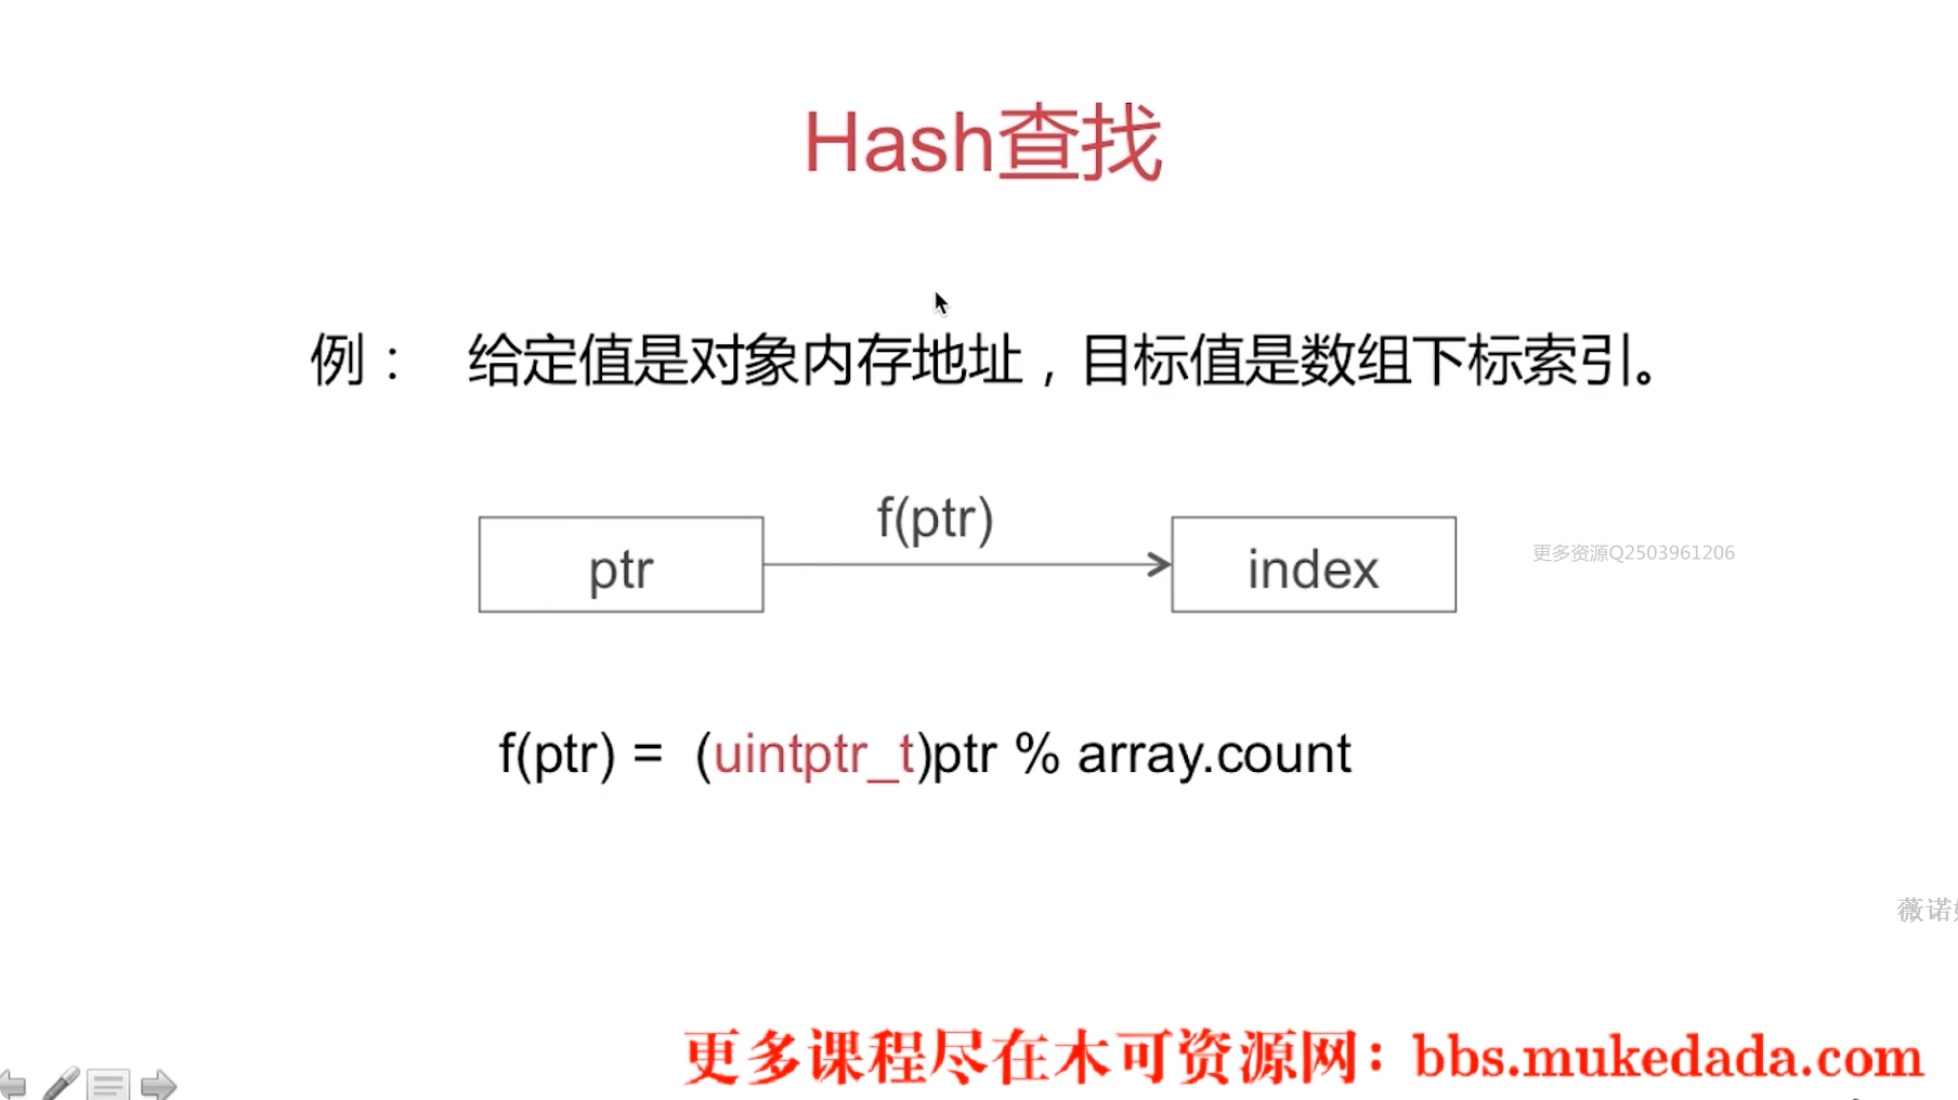 Hash查找
例： 给定值是对象内存地址，目标值是数组下标索引。
f(ptr)
ptr
index
更多资源Q2503961206
f(ptr) = (uintptr_t)ptr % array.count
薇诺
更多课程尽在木可资源网：bbs.mukedada.com